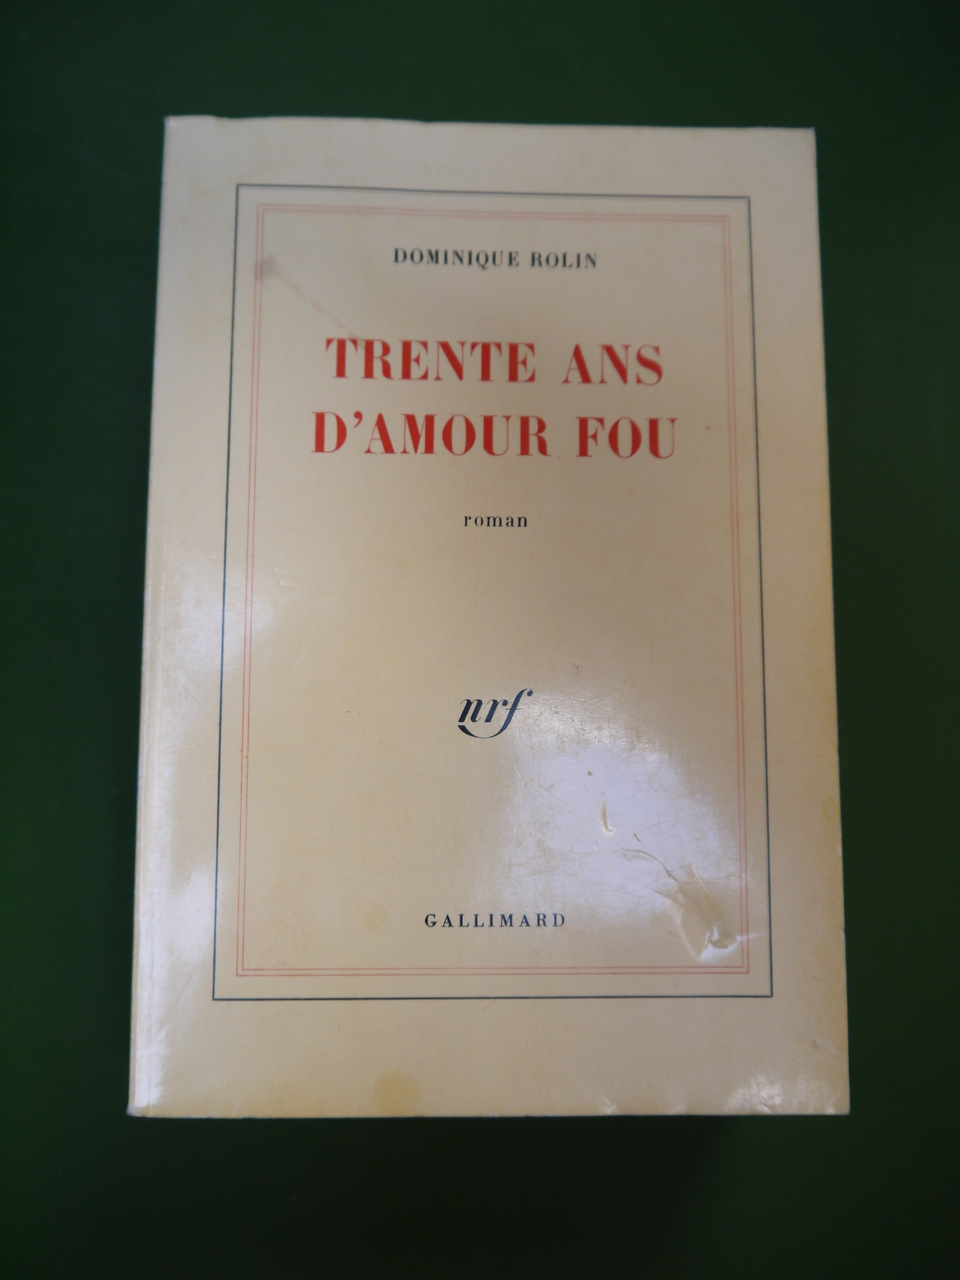 DOMINIQUE ROLIN
TRENTE ANS
D'AMOUR FOU
roman
nrf
GALLIMARD